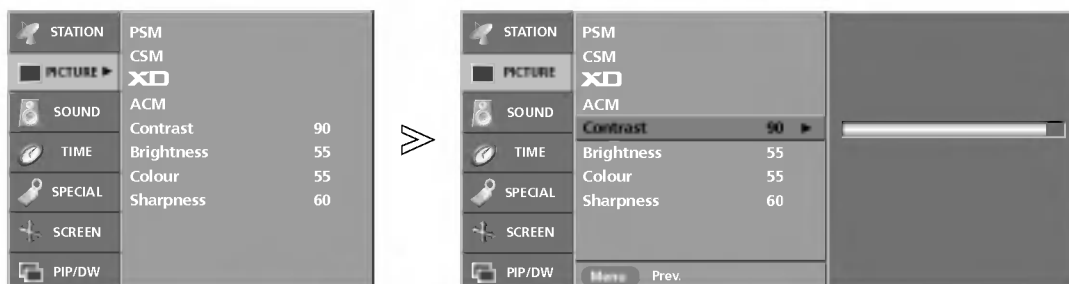 STATION
PICTURE ►
SOUND
TIME
SPECIAL
SCREEN
PIP/DW
PSM
CSM
XD
ACM
Contrast 90
Brightness 55
Colour 55
Sharpness 60
STATION
PICTURE
SOUND
TIME
SPECIAL
SCREEN
PIP/DW
PSM
CSM
XD
ACM
Contrast 90 ►
Brightness 55
Colour 55
Sharpness 60
Menu Prev.